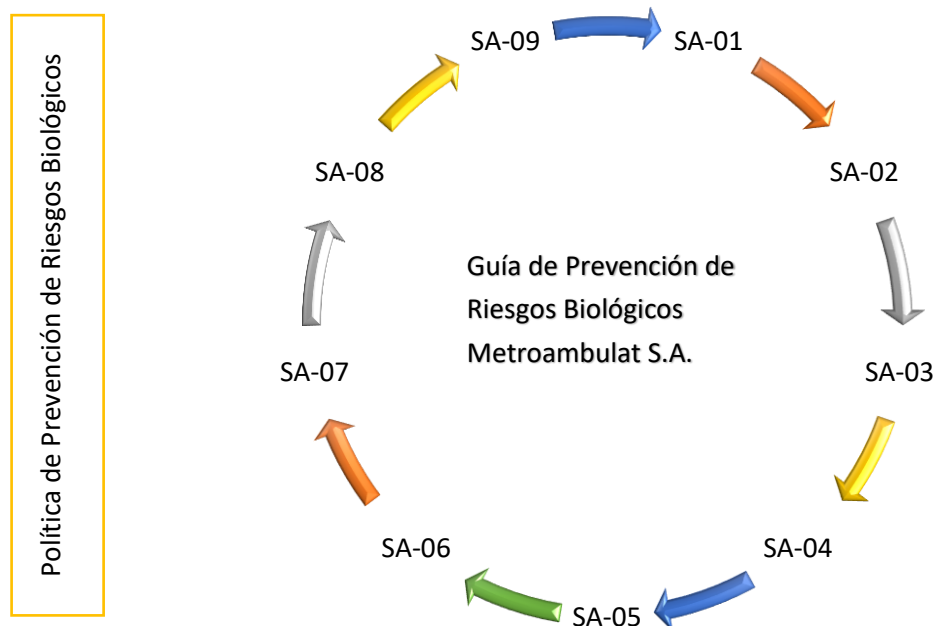 Política de Prevención de Riesgos Biológicos
SA-09
SA-01
SA-08
SA-02
Guía de Prevención de
Riesgos Biológicos
Metroambulat S.A.
SA-07
SA-03
SA-06
SA-04
SA-05